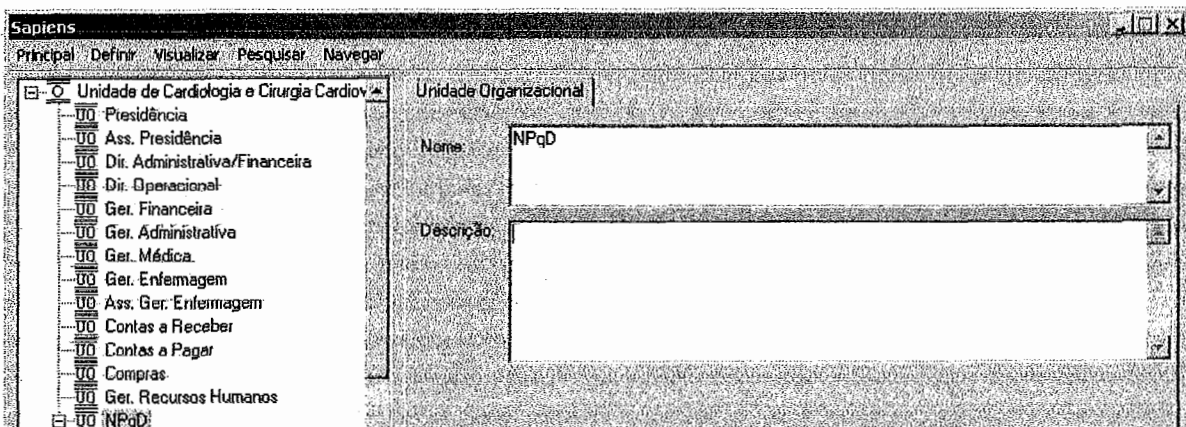 Sapiens
Principal Definir Visualizar Pesquisar Navegar
O Unidade de Cardiologia e Cirurgia Cardiov
UO Presidência
UO Ass. Presidência
UO Dir. Administrativa/Financeira
UO Dir. Operacional
UO Ger. Financeira
UO Ger. Administrativa
UO Ger. Médica
UO Ger. Enfermagem
UO Ass. Ger. Enfermagem
UO Contas a Receber
UO Contas a Pagar
UO Compras
UO Ger. Recursos Humanos
UO NPqD
Unidade Organizacional
Nome: NPqD
Descrição: